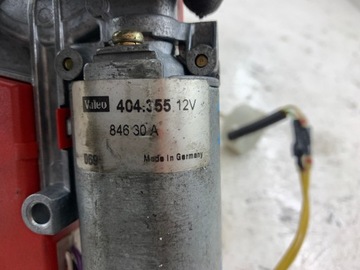 Valeo 404.355 12V
846 30 A
Made in Germany